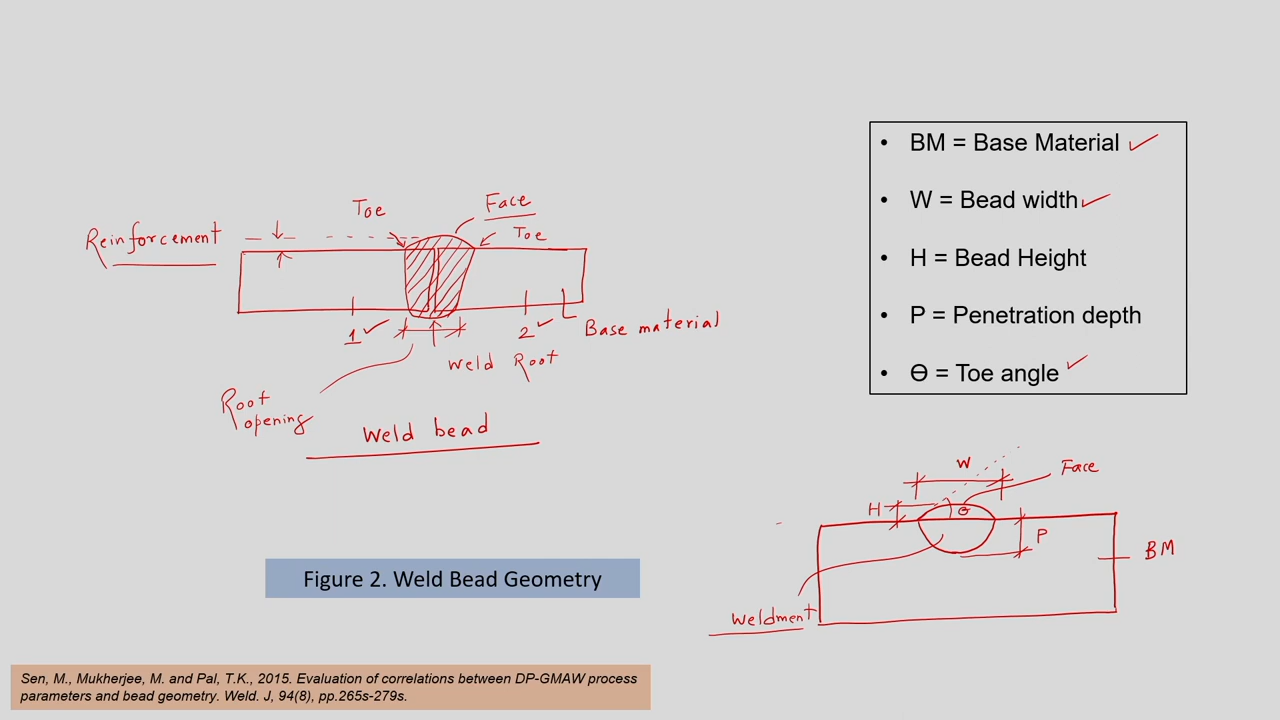 Toe
Face
Toe
Reinforcement
1
2
Base material
Weld Root
Root
opening
Weld bead
• BM = Base Material
• W = Bead width
• H = Bead Height
• P = Penetration depth
• Ɵ = Toe angle
W
Face
H
Ɵ
P
BM
Weldment
Figure 2. Weld Bead Geometry
Sen, M., Mukherjee, M. and Pal, T.K., 2015. Evaluation of correlations between DP-GMAW process
parameters and bead geometry. Weld. J, 94(8), pp.265s-279s.